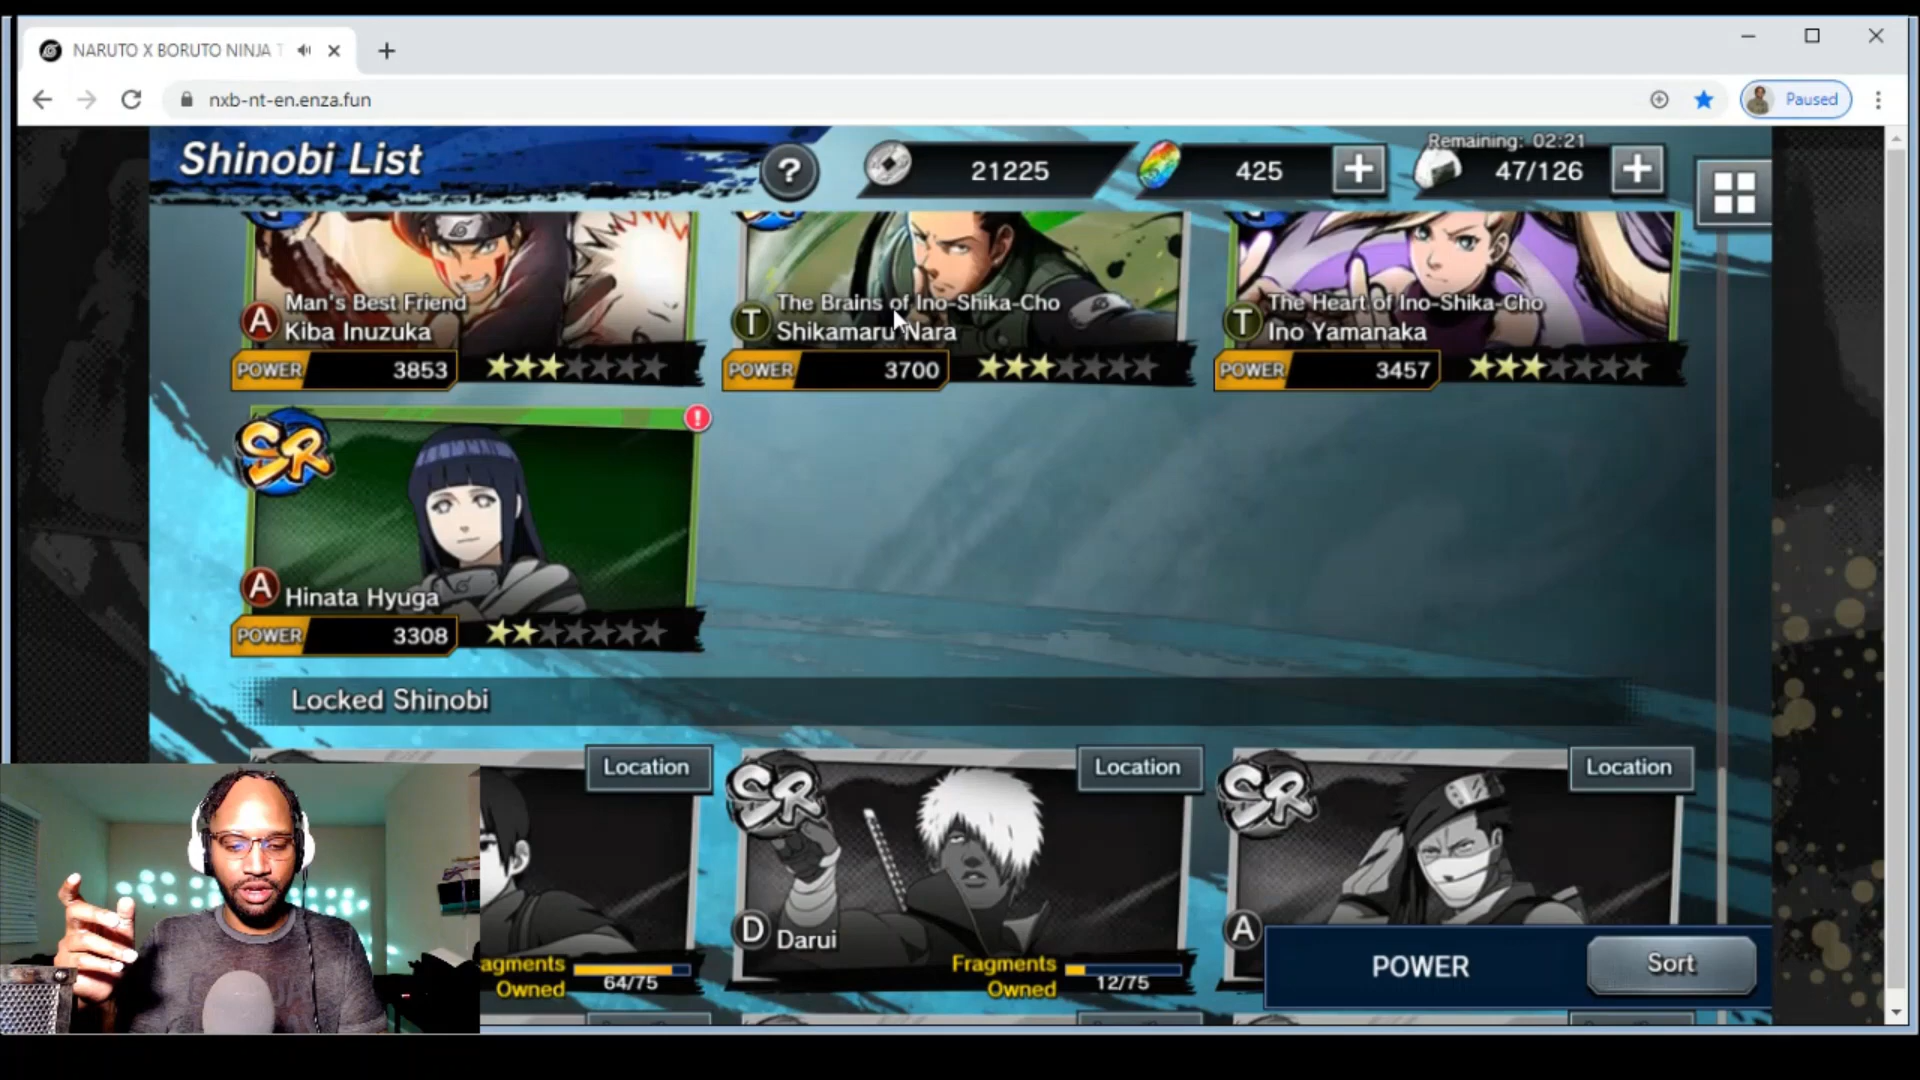 NARUTO X BORUTO NINJA T
nxb-nt-en.enza.fun
Paused
Shinobi List
?
21225
425
Remaining: 02:21
47/126
A Man's Best Friend
Kiba Inuzuka
POWER 3853
T The Brains of Ino-Shika-Cho
Shikamaru Nara
POWER 3700
T The Heart of Ino-Shika-Cho
Ino Yamanaka
POWER 3457
!
SR
A Hinata Hyuga
POWER 3308
Locked Shinobi
Location
agments
Owned 64/75
SR
Location
D Darui
Fragments
Owned 12/75
SR
Location
A
POWER
Sort